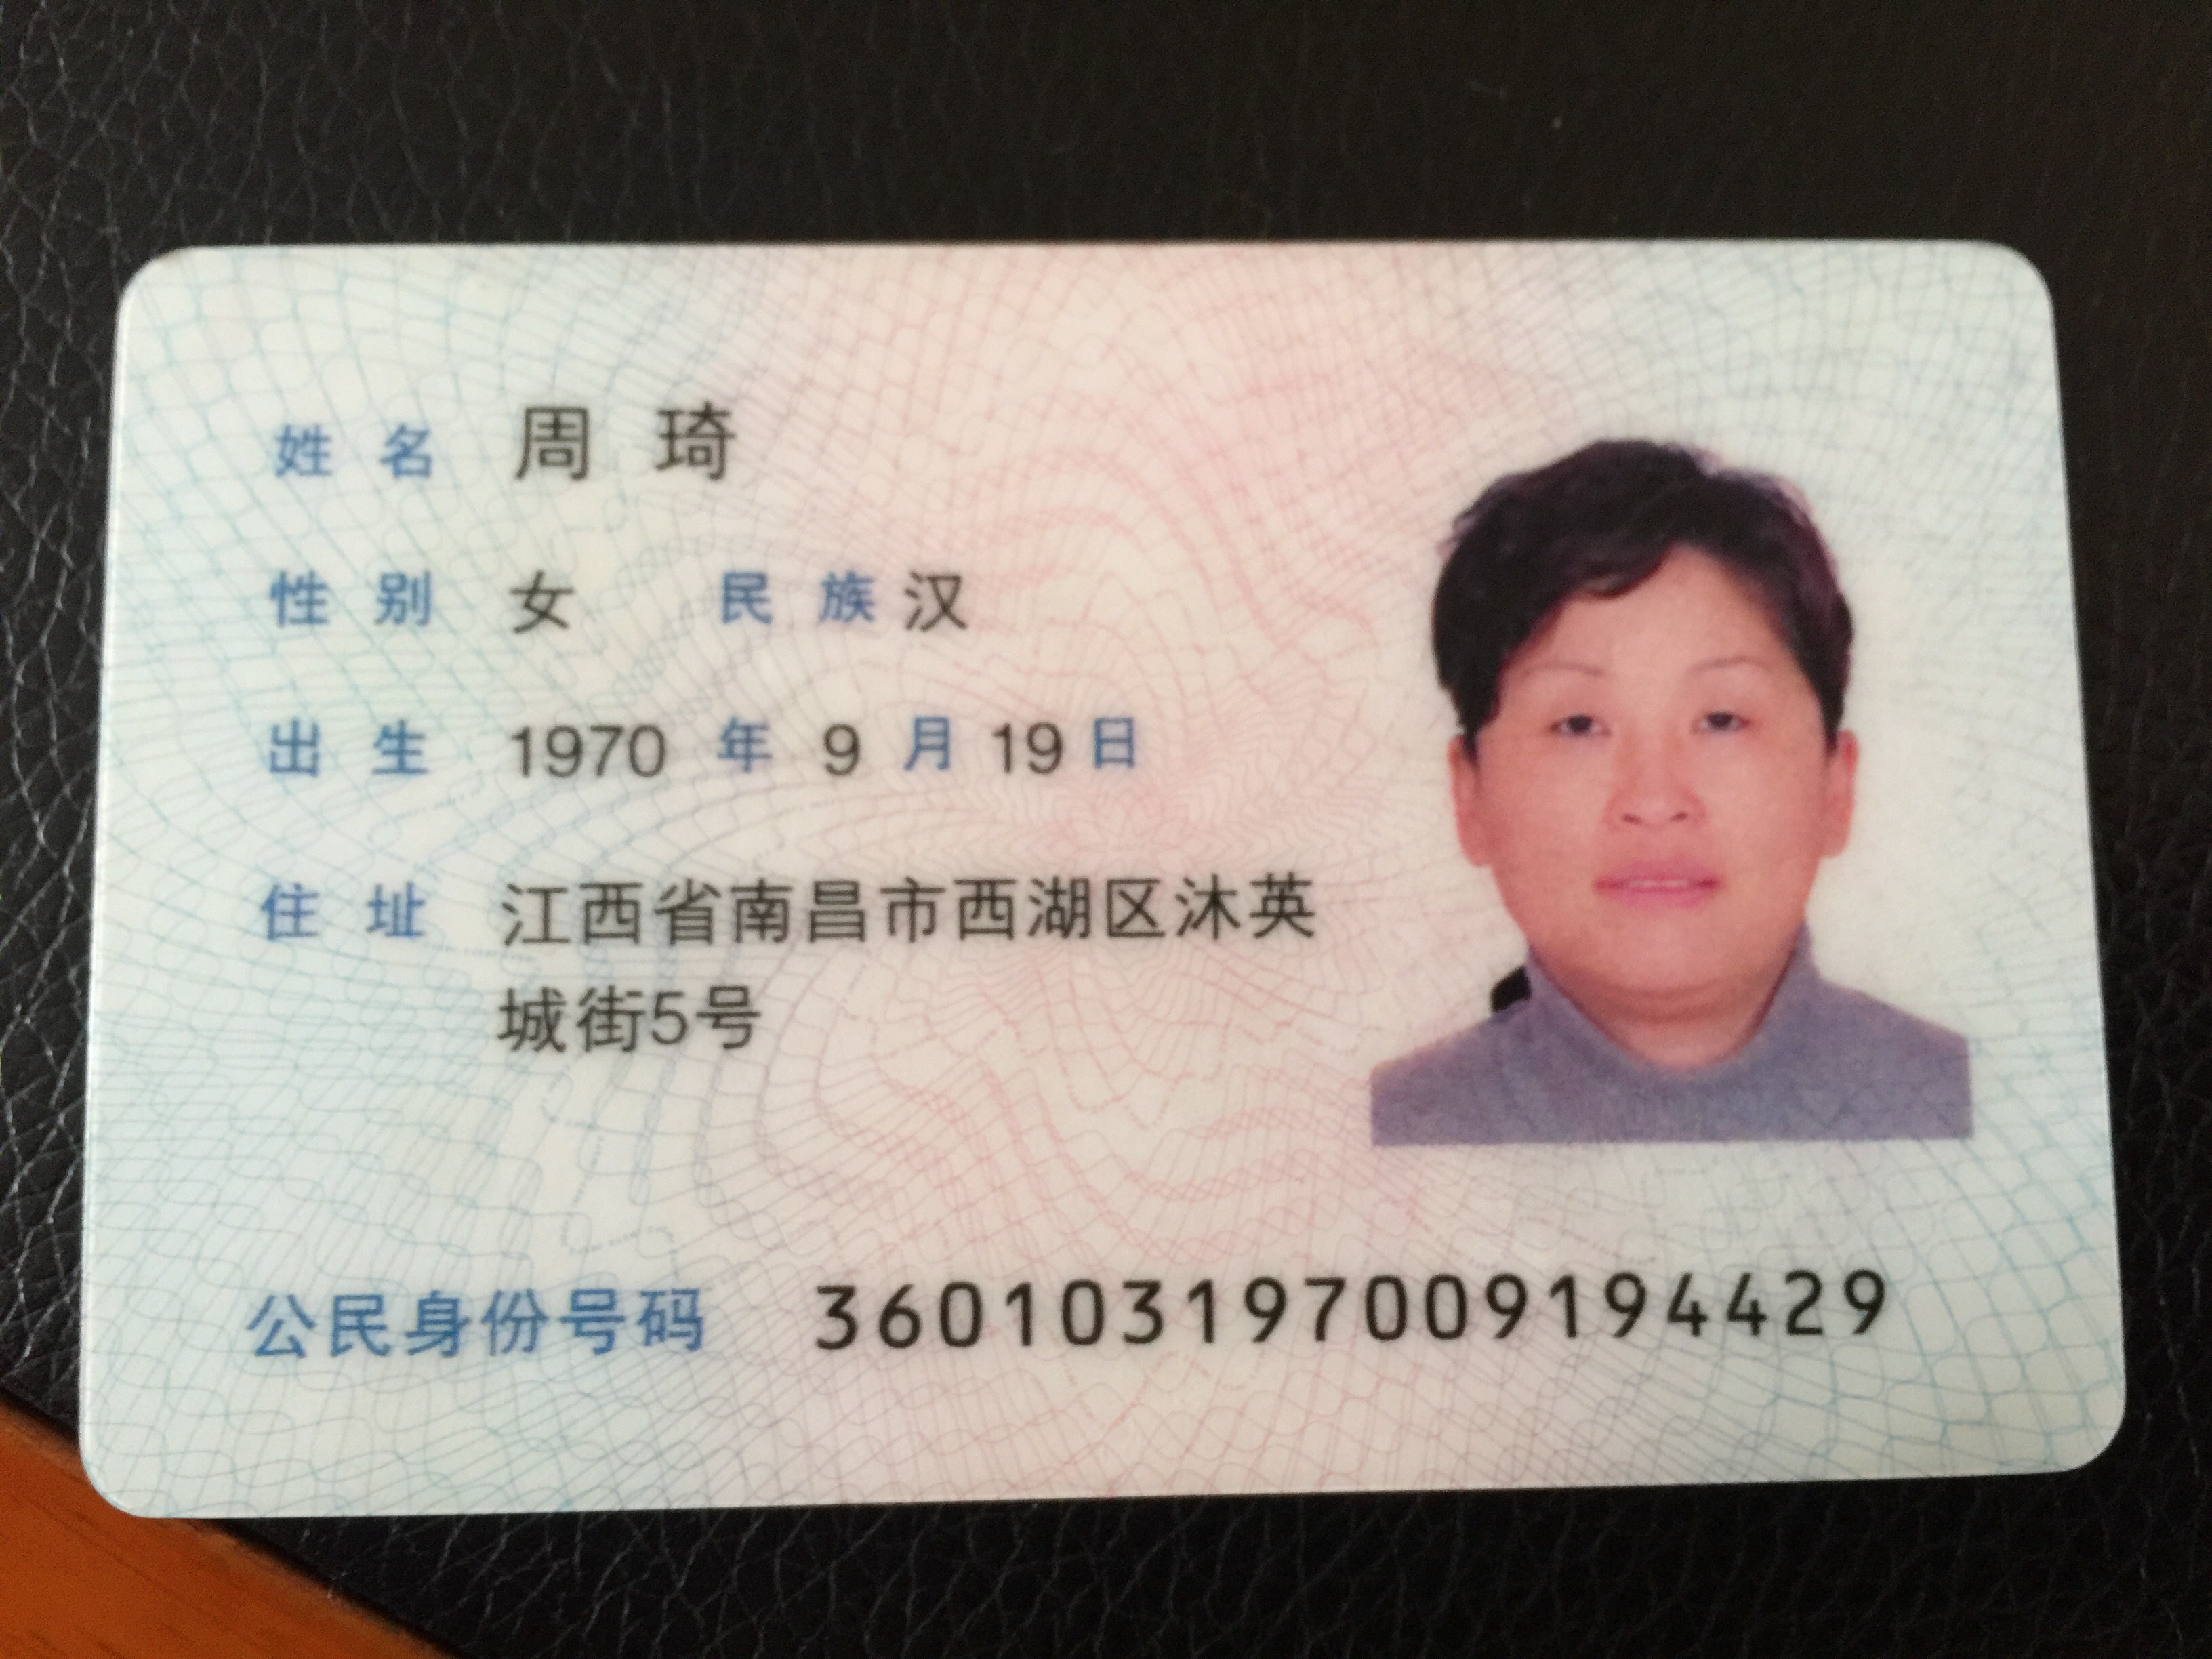 姓名 周琦
性别 女 民族 汉
出生 1970 年 9 月 19 日
住址 江西省南昌市西湖区沐英
城街5号
公民身份号码 360103197009194429